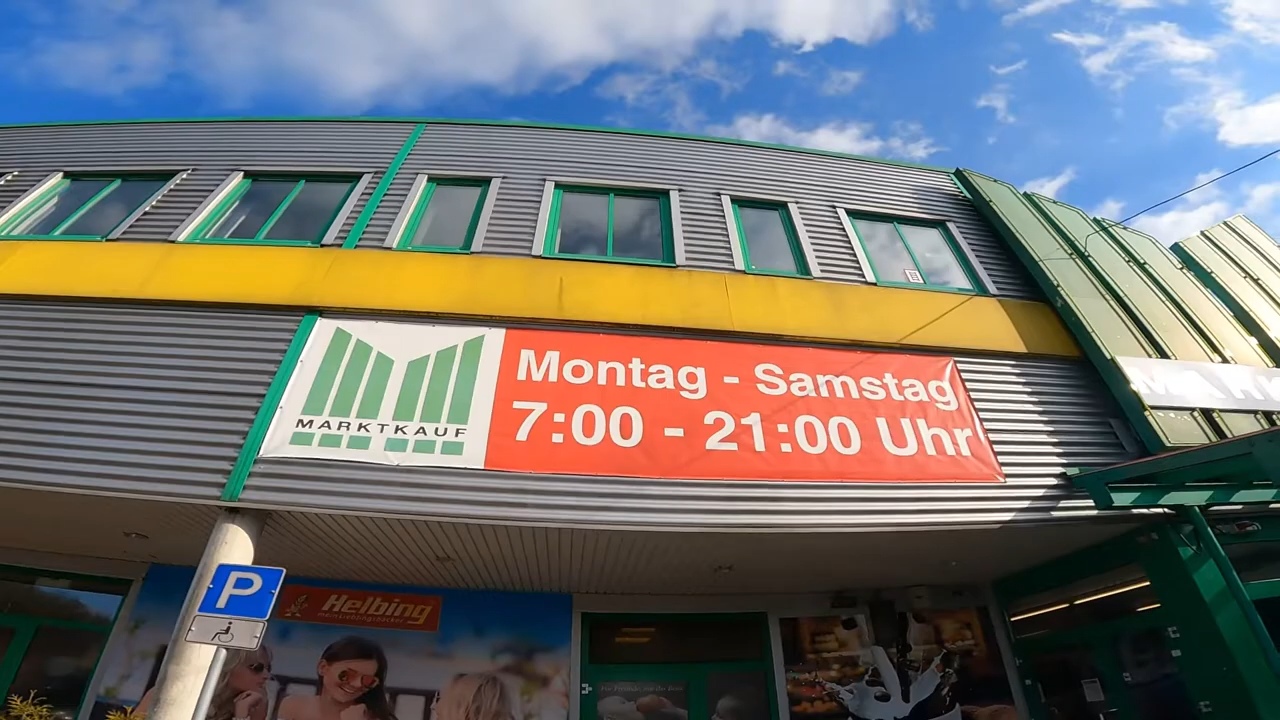 Montag - Samstag
7:00 - 21:00 Uhr
MARKTKAUF
P
Helbing